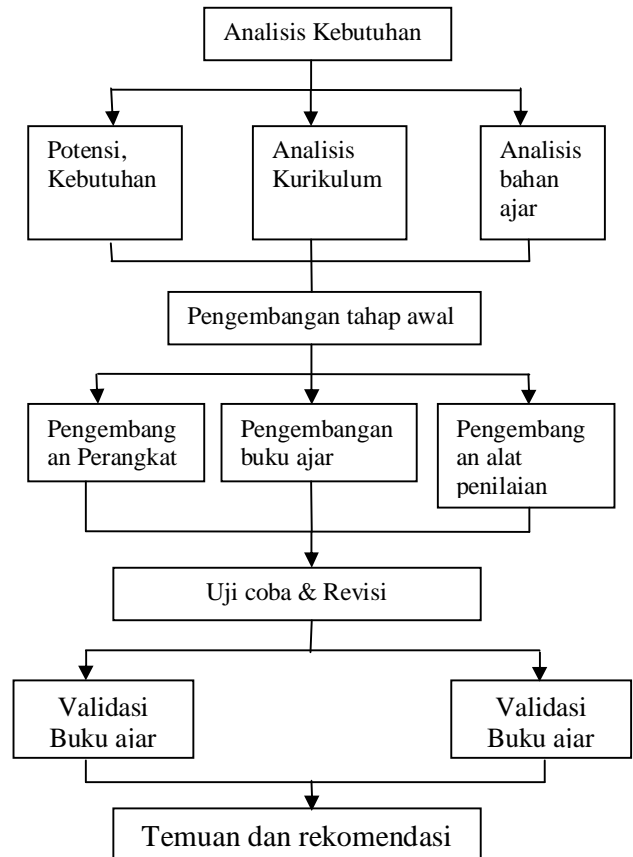 Analisis Kebutuhan
Potensi,
Kebutuhan
Analisis
Kurikulum
Analisis
bahan
ajar
Pengembangan tahap awal
Pengembang
an Perangkat
Pengembangan
buku ajar
Pengembang
an alat
penilaian
Uji coba & Revisi
Validasi
Buku ajar
Validasi
Buku ajar
Temuan dan rekomendasi